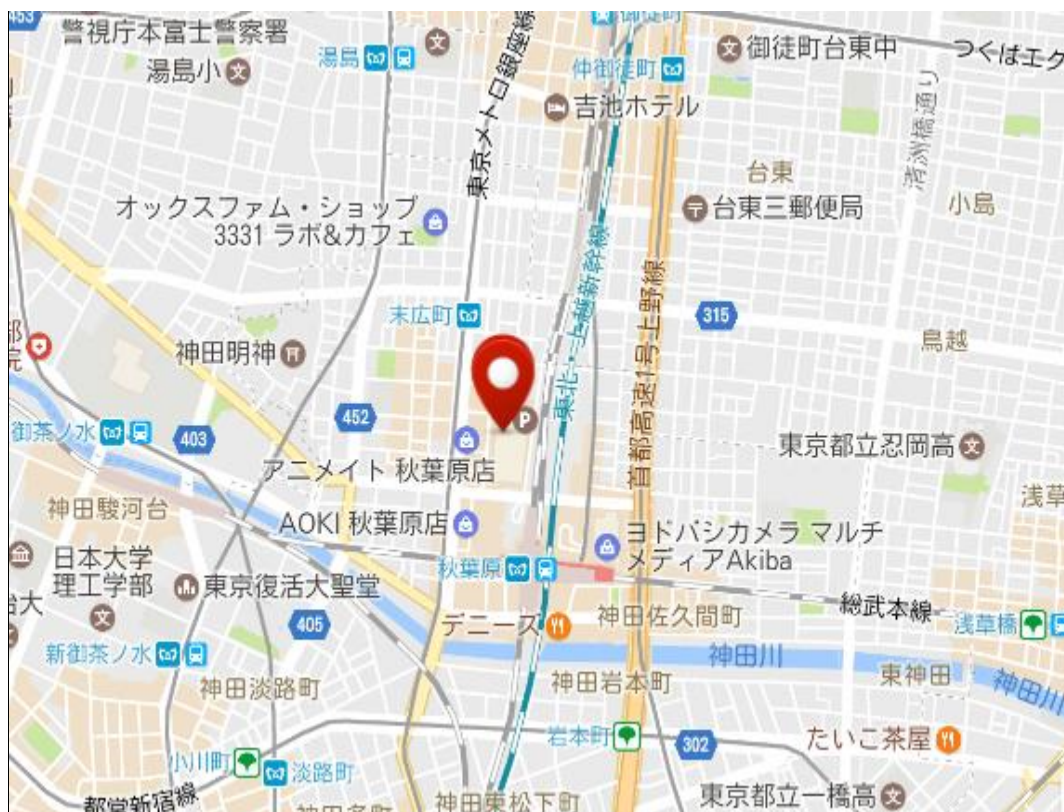 453
警視庁本富士警察署
湯島小
湯島
東京メトロ銀座線
御徒町
仲御徒町
御徒町台東中
つくばエク
吉池ホテル
清洲橋通り
台東
小島
台東三郵便局
オックスファム・ショップ
3331 ラボ&カフェ
東北・上越新幹線
首都高速1号上野線
末広町
315
鳥越
神田明神
部
院
452
P
御茶ノ水
403
アニメイト 秋葉原店
東京都立忍岡高
神田駿河台
浅草
AOKI 秋葉原店
ヨドバシカメラ マルチ
メディアAkiba
日本大学
理工学部
東京復活大聖堂
秋葉原
治大
総武本線
405
デニーズ
神田佐久間町
浅草橋
新御茶ノ水
神田川
東神田
神田川
神田淡路町
神田岩本町
岩本町
302
たいこ茶屋
小川町
淡路町
都営新宿線
神田東松下町
東京都立一橋高